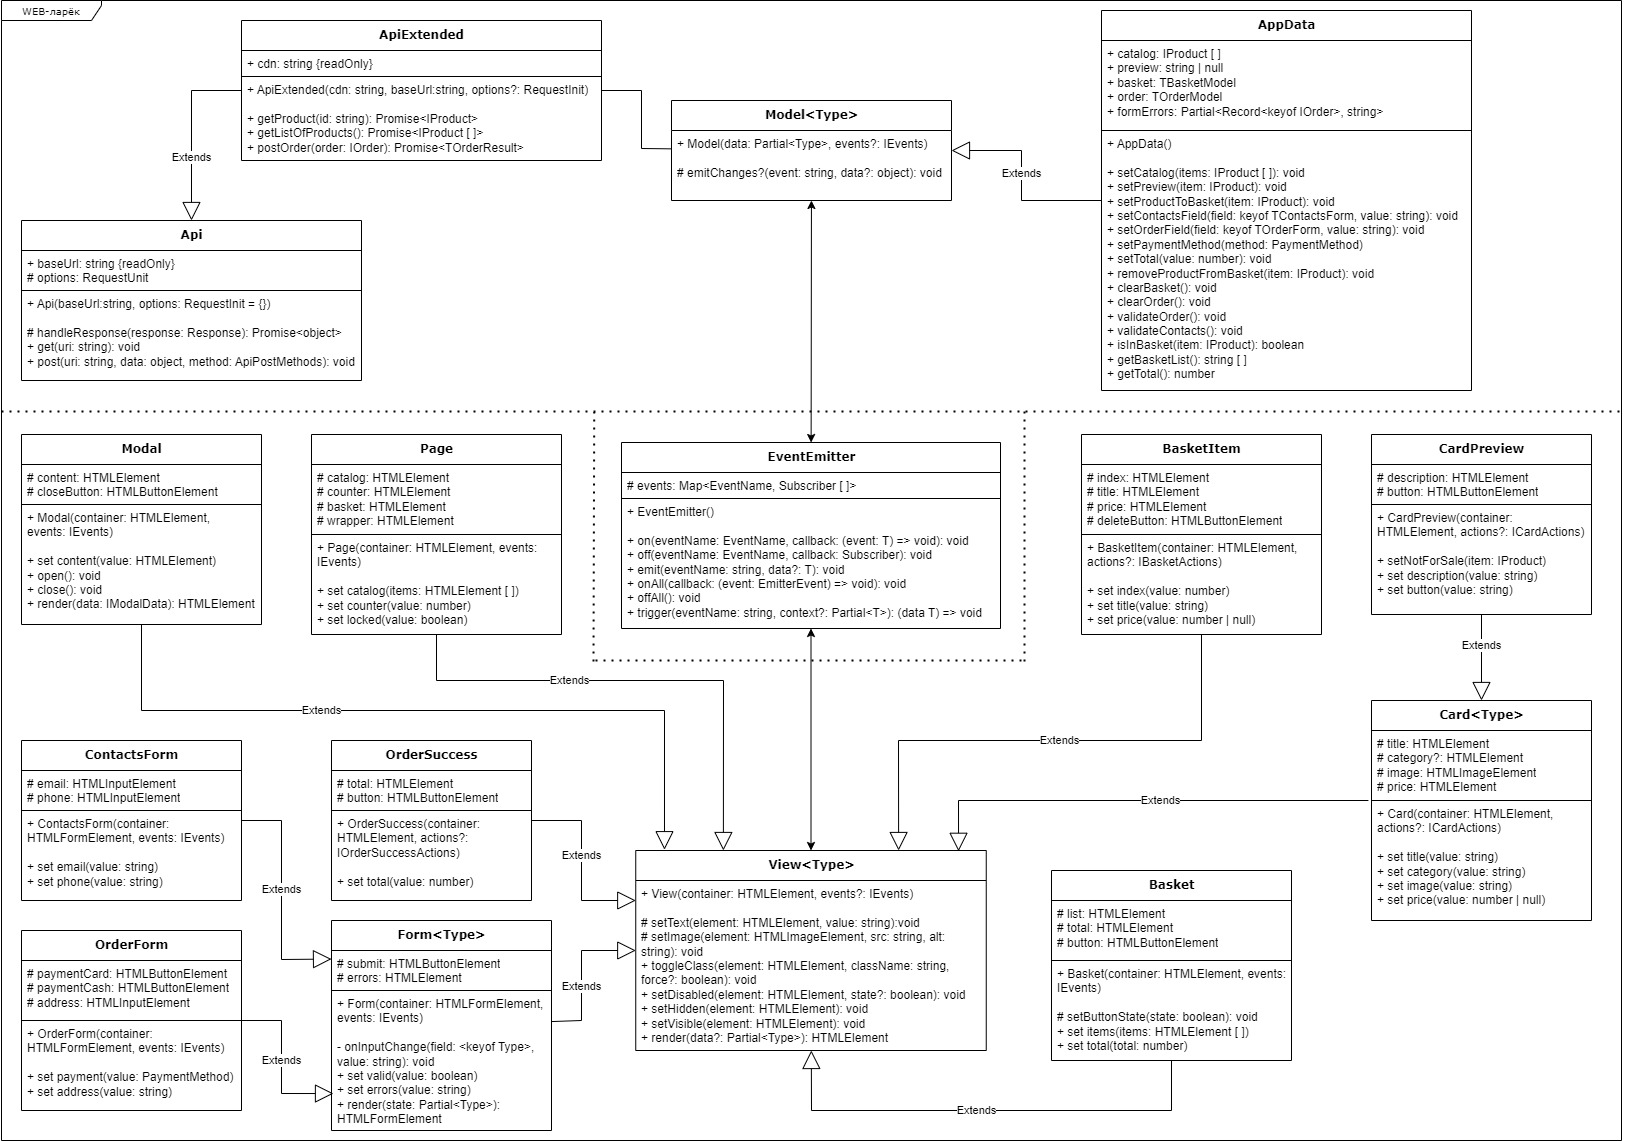 WEB-ларёк
ApiExtended
+ cdn: string {readOnly}
+ ApiExtended(cdn: string, baseUrl:string, options?: RequestInit)
+ getProduct(id: string): Promise<IProduct>
+ getListOfProducts(): Promise<IProduct [ ]>
+ postOrder(order: IOrder): Promise<TOrderResult>
Extends
Api
+ baseUrl: string {readOnly}
# options: RequestUnit
+ Api(baseUrl:string, options: RequestInit = {})
# handleResponse(response: Response): Promise<object>
+ get(uri: string): void
+ post(uri: string, data: object, method: ApiPostMethods): void
Model<Type>
+ Model(data: Partial<Type>, events?: IEvents)
# emitChanges?(event: string, data?: object): void
Extends
AppData
+ catalog: IProduct [ ]
+ preview: string | null
+ basket: TBasketModel
+ order: TOrderModel
+ formErrors: Partial<Record<keyof IOrder>, string>
+ AppData()
+ setCatalog(items: IProduct [ ]): void
+ setPreview(item: IProduct): void
+ setProductToBasket(item: IProduct): void
+ setContactsField(field: keyof TContactsForm, value: string): void
+ setOrderField(field: keyof TOrderForm, value: string): void
+ setPaymentMethod(method: PaymentMethod)
+ setTotal(value: number): void
+ removeProductFromBasket(item: IProduct): void
+ clearBasket(): void
+ clearOrder(): void
+ validateOrder(): void
+ validateContacts(): void
+ isInBasket(item: IProduct): boolean
+ getBasketList(): string [ ]
+ getTotal(): number
Modal
# content: HTMLElement
# closeButton: HTMLButtonElement
+ Modal(container: HTMLElement,
events: IEvents)
+ set content(value: HTMLElement)
+ open(): void
+ close(): void
+ render(data: IModalData): HTMLElement
Page
# catalog: HTMLElement
# counter: HTMLElement
# basket: HTMLElement
# wrapper: HTMLElement
+ Page(container: HTMLElement, events:
IEvents)
+ set catalog(items: HTMLElement [ ])
+ set counter(value: number)
+ set locked(value: boolean)
EventEmitter
# events: Map<EventName, Subscriber [ ]>
+ EventEmitter()
+ on(eventName: EventName, callback: (event: T) => void): void
+ off(eventName: EventName, callback: Subscriber): void
+ emit(eventName: string, data?: T): void
+ onAll(callback: (event: EmitterEvent) => void): void
+ offAll(): void
+ trigger(eventName: string, context?: Partial<T>): (data T) => void
BasketItem
# index: HTMLElement
# title: HTMLElement
# price: HTMLElement
# deleteButton: HTMLButtonElement
+ BasketItem(container: HTMLElement,
actions?: IBasketActions)
+ set index(value: number)
+ set title(value: string)
+ set price(value: number | null)
CardPreview
# description: HTMLElement
# button: HTMLButtonElement
+ CardPreview(container:
HTMLElement, actions?: ICardActions)
+ setNotForSale(item: IProduct)
+ set description(value: string)
+ set button(value: string)
Extends
Extends
Extends
Extends
Extends
ContactsForm
# email: HTMLInputElement
# phone: HTMLInputElement
+ ContactsForm(container:
HTMLFormElement, events: IEvents)
+ set email(value: string)
+ set phone(value: string)
Extends
OrderSuccess
# total: HTMLElement
# button: HTMLButtonElement
+ OrderSuccess(container:
HTMLElement, actions?:
IOrderSuccessActions)
+ set total(value: number)
Extends
Card<Type>
# title: HTMLElement
# category?: HTMLElement
# image: HTMLImageElement
# price: HTMLElement
+ Card(container: HTMLElement,
actions?: ICardActions)
+ set title(value: string)
+ set category(value: string)
+ set image(value: string)
+ set price(value: number | null)
OrderForm
# paymentCard: HTMLButtonElement
# paymentCash: HTMLButtonElement
# address: HTMLInputElement
+ OrderForm(container:
HTMLFormElement, events: IEvents)
+ set payment(value: PaymentMethod)
+ set address(value: string)
Extends
Form<Type>
# submit: HTMLButtonElement
# errors: HTMLElement
+ Form(container: HTMLFormElement,
events: IEvents)
- onInputChange(field: <keyof Type>,
value: string): void
+ set valid(value: boolean)
+ set errors(value: string)
+ render(state: Partial<Type>):
HTMLFormElement
Extends
View<Type>
+ View(container: HTMLElement, events?: IEvents)
# setText(element: HTMLElement, value: string):void
# setImage(element: HTMLImageElement, src: string, alt:
string): void
+ toggleClass(element: HTMLElement, className: string,
force?: boolean): void
+ setDisabled(element: HTMLElement, state?: boolean): void
+ setHidden(element: HTMLElement): void
+ setVisible(element: HTMLElement): void
+ render(data?: Partial<Type>): HTMLElement
Basket
# list: HTMLElement
# total: HTMLElement
# button: HTMLButtonElement
+ Basket(container: HTMLElement, events:
IEvents)
# setButtonState(state: boolean): void
+ set items(items: HTMLElement [ ])
+ set total(total: number)
Extends